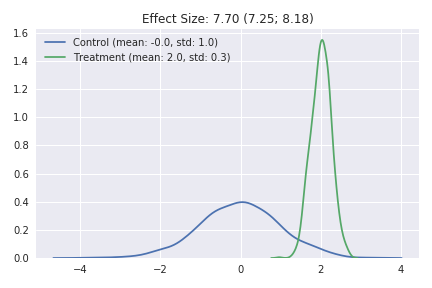 Effect Size: 7.70 (7.25; 8.18)
Control (mean: -0.0, std: 1.0)
Treatment (mean: 2.0, std: 0.3)
1.6
1.4
1.2
1.0
0.8
0.6
0.4
0.2
0.0
−4 −2 0 2 4